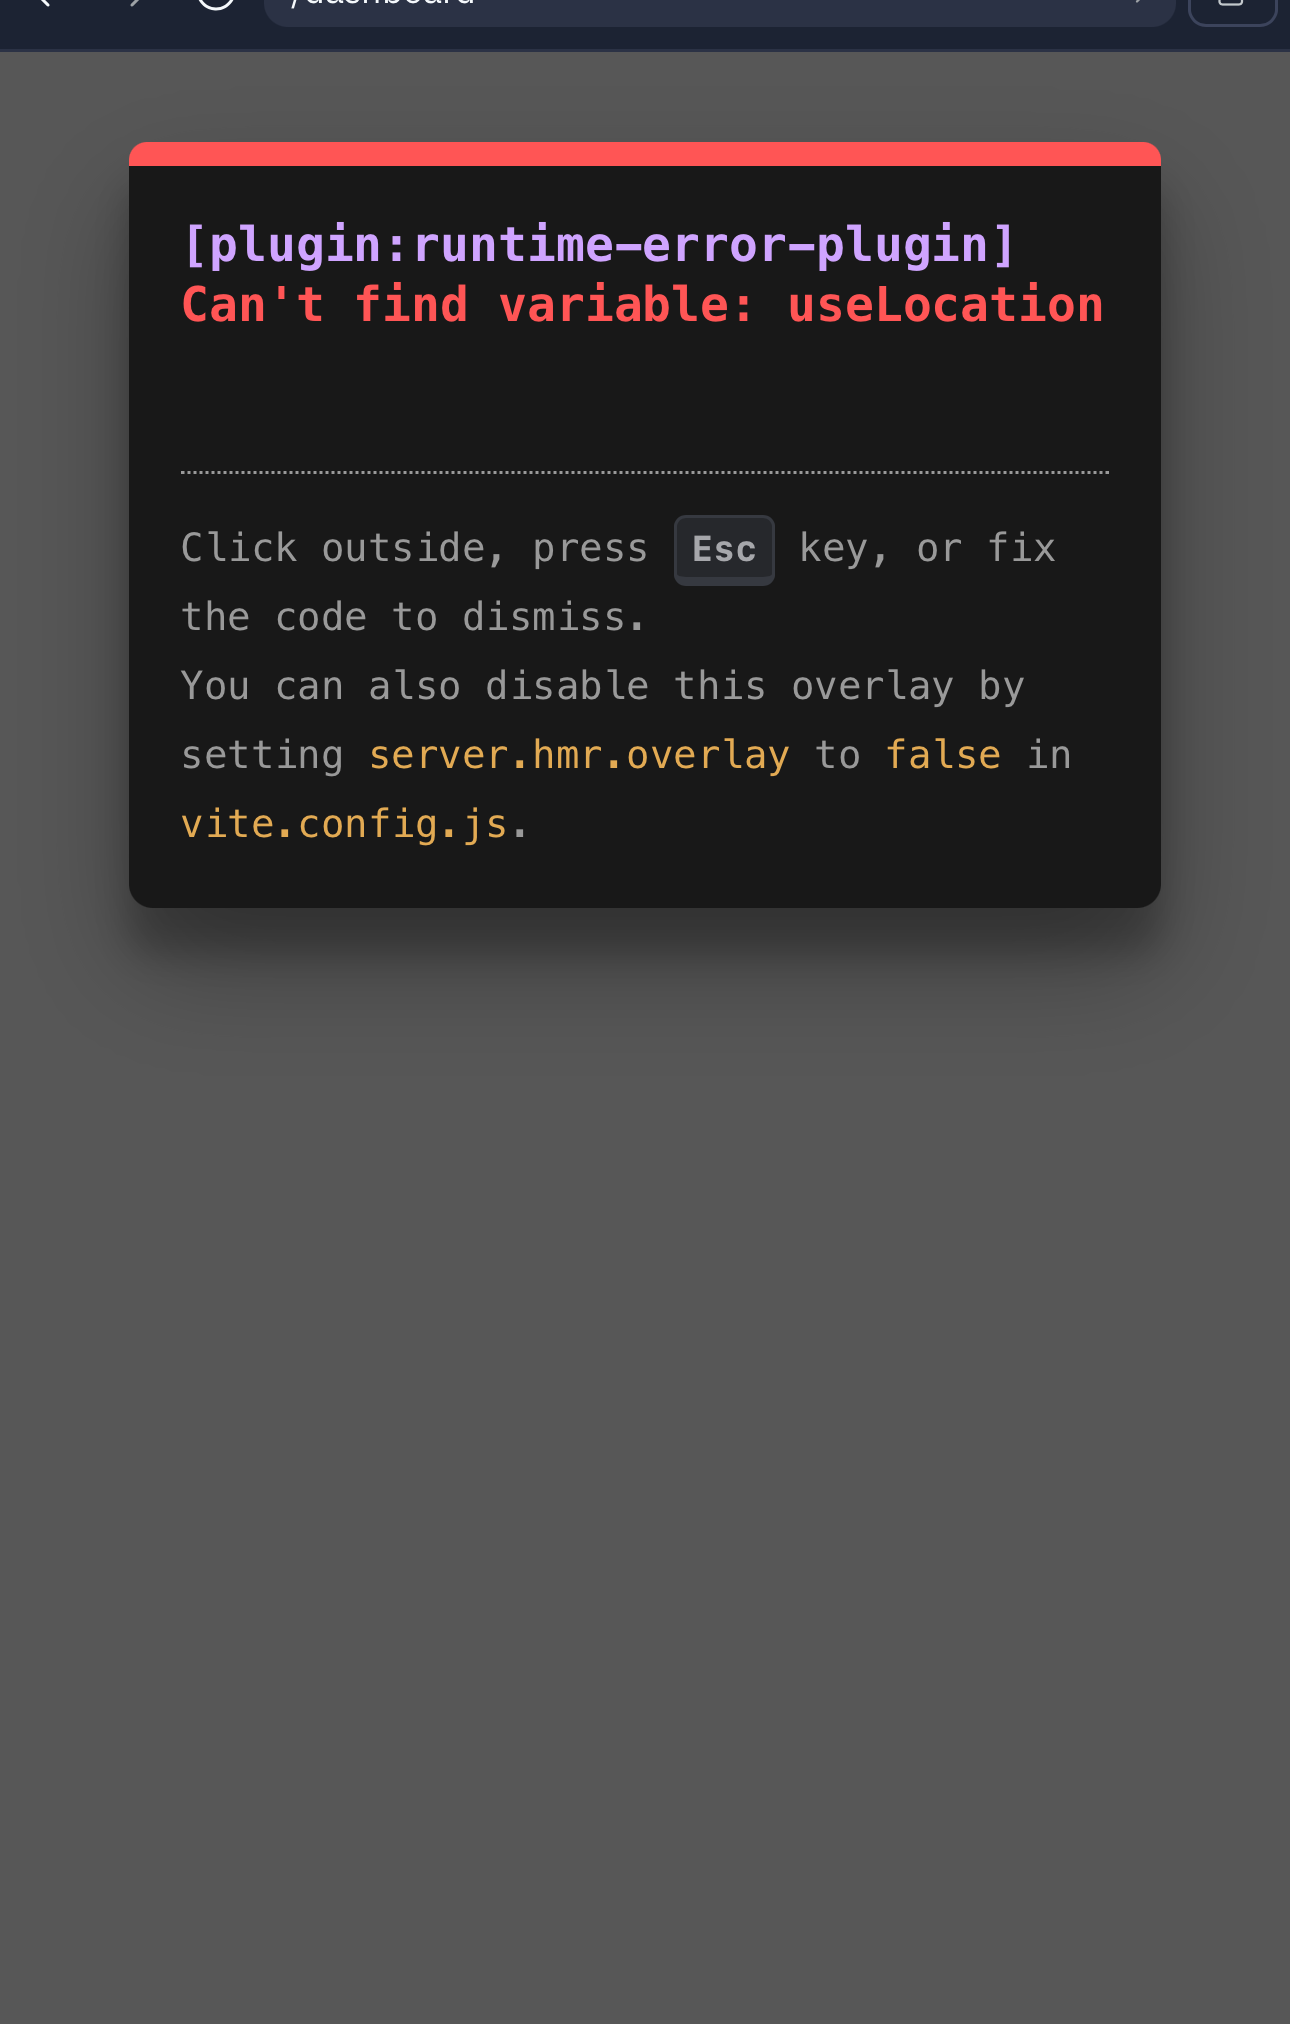 /dashboard
[plugin:runtime-error-plugin]
Can't find variable: useLocation
Click outside, press Esc key, or fix
the code to dismiss.
You can also disable this overlay by
setting server.hmr.overlay to false in
vite.config.js.